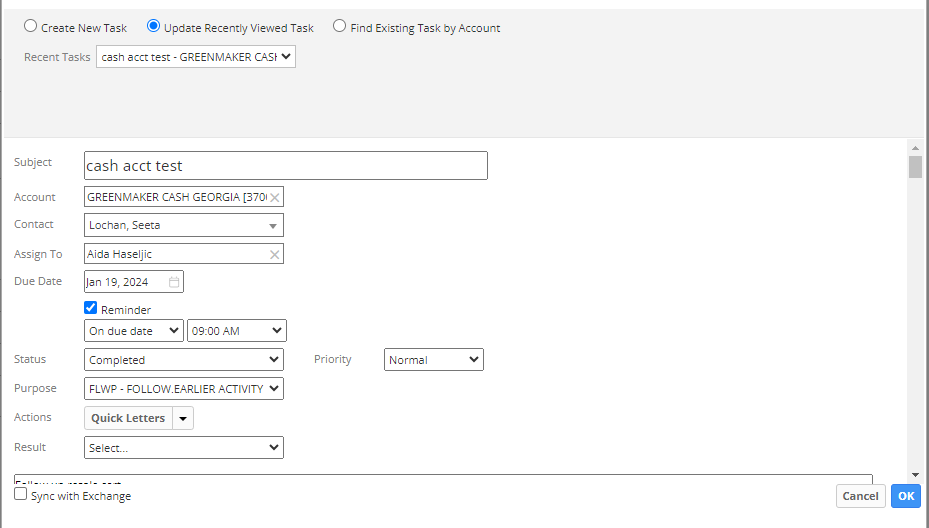 Create New Task Update Recently Viewed Task Find Existing Task by Account
Recent Tasks cash acct test - GREENMAKER CASH
Subject cash acct test
Account GREENMAKER CASH GEORGIA [370
Contact Lochan, Seeta
Assign To Aida Haseljic
Due Date Jan 19, 2024
Reminder
On due date 09:00 AM
Status Completed Priority Normal
Purpose FLWP - FOLLOW.EARLIER ACTIVITY
Actions Quick Letters
Result Select...
Sync with Exchange Cancel OK